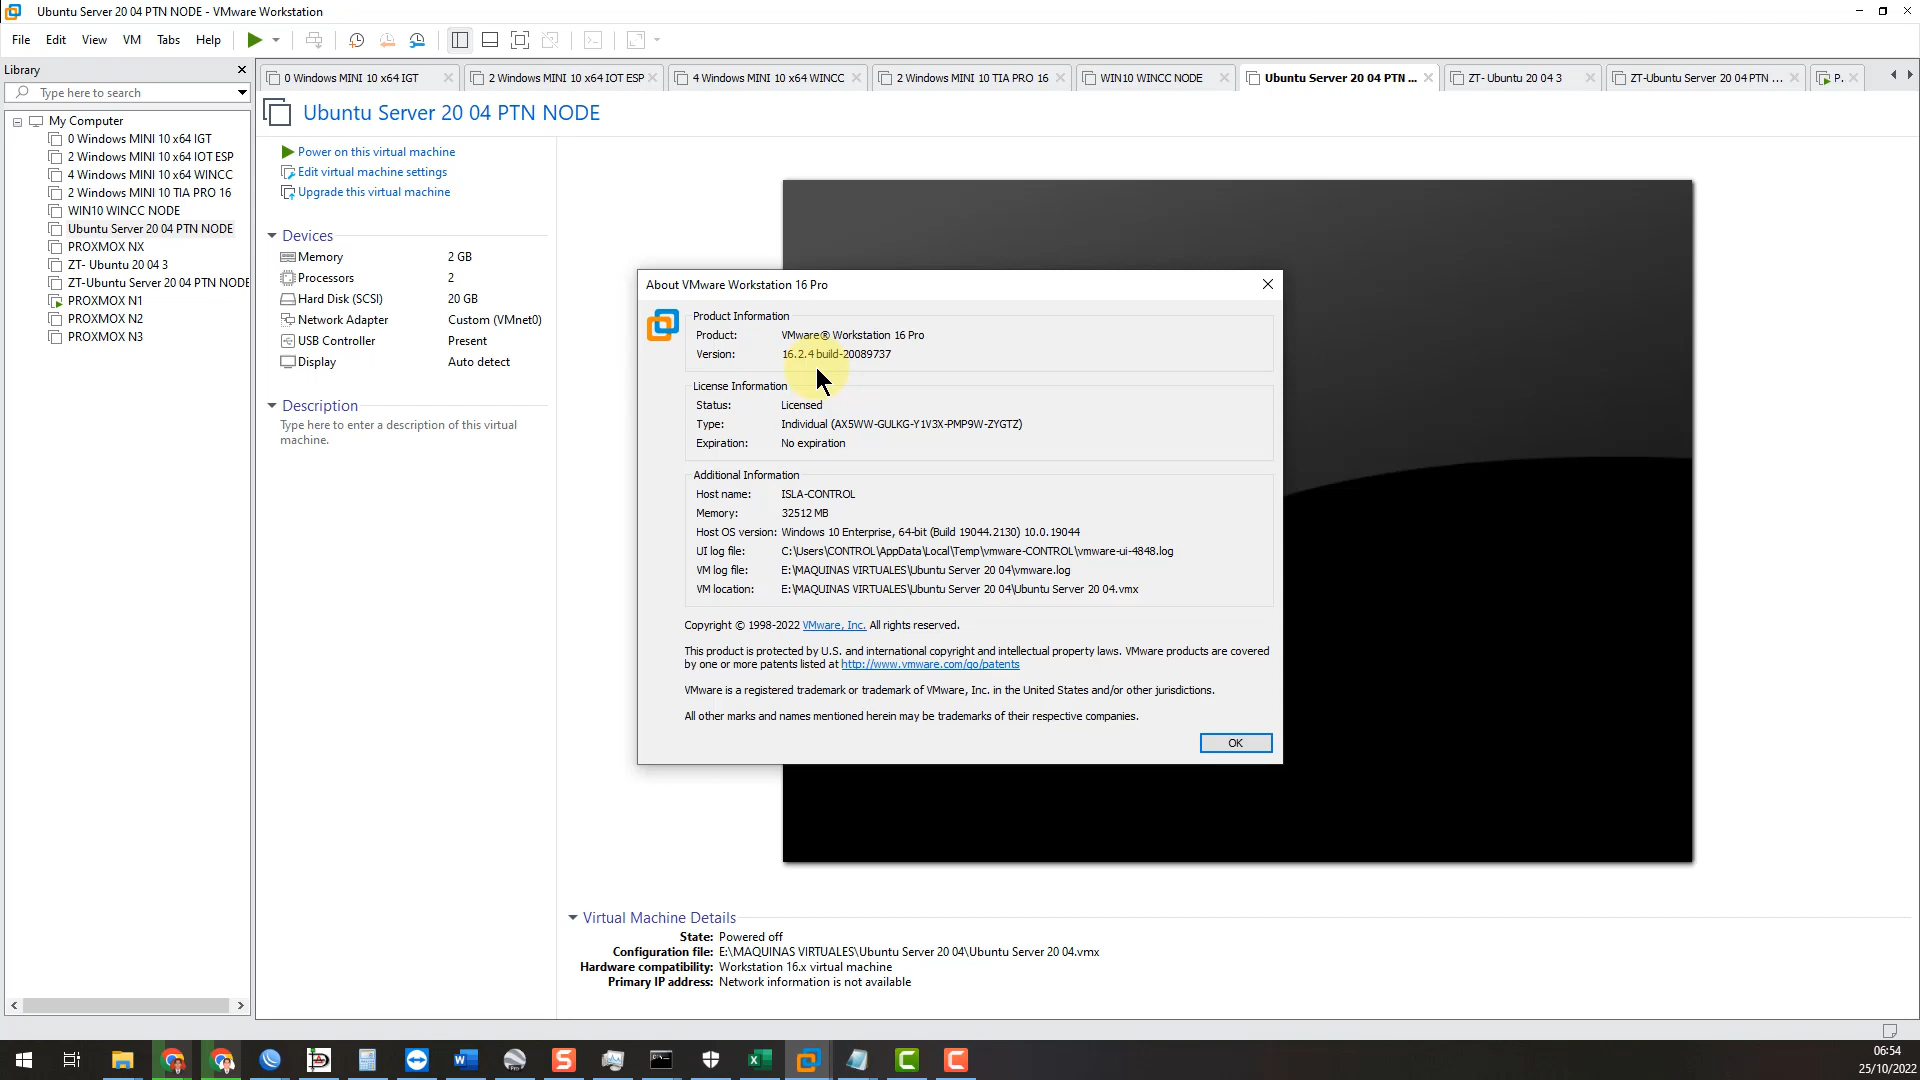 Ubuntu Server 20 04 PTN NODE - VMware Workstation
File Edit View VM Tabs Help
Library
Type here to search
My Computer
0 Windows MINI 10 x64 IGT
2 Windows MINI 10 x64 IOT ESP
4 Windows MINI 10 x64 WINCC
2 Windows MINI 10 TIA PRO 16
WIN10 WINCC NODE
Ubuntu Server 20 04 PTN NODE
PROXMOX NX
ZT- Ubuntu 20 04 3
ZT-Ubuntu Server 20 04 PTN NODE
PROXMOX N1
PROXMOX N2
PROXMOX N3
0 Windows MINI 10 x64 IGT
2 Windows MINI 10 x64 IOT ESP
4 Windows MINI 10 x64 WINCC
2 Windows MINI 10 TIA PRO 16
WIN10 WINCC NODE
Ubuntu Server 20 04 PTN ...
ZT- Ubuntu 20 04 3
ZT-Ubuntu Server 20 04 PTN ...
P.
Ubuntu Server 20 04 PTN NODE
Power on this virtual machine
Edit virtual machine settings
Upgrade this virtual machine
Devices
Memory 2 GB
Processors 2
Hard Disk (SCSI) 20 GB
Network Adapter Custom (VMnet0)
USB Controller Present
Display Auto detect
Description
Type here to enter a description of this virtual
machine.
About VMware Workstation 16 Pro
Product Information
Product: VMware® Workstation 16 Pro
Version: 16.2.4 build-20089737
License Information
Status: Licensed
Type: Individual (AX5WW-GULKG-Y1V3X-PMP9W-ZYGTZ)
Expiration: No expiration
Additional Information
Host name: ISLA-CONTROL
Memory: 32512 MB
Host OS version: Windows 10 Enterprise, 64-bit (Build 19044.2130) 10.0.19044
UI log file: C:\Users\CONTROL\AppData\Local\Temp\vmware-CONTROL\vmware-ui-4848.log
VM log file: E:\MAQUINAS VIRTUALES\Ubuntu Server 20 04\vmware.log
VM location: E:\MAQUINAS VIRTUALES\Ubuntu Server 20 04\Ubuntu Server 20 04.vmx
Copyright © 1998-2022 VMware, Inc. All rights reserved.
This product is protected by U.S. and international copyright and intellectual property laws. VMware products are covered
by one or more patents listed at http://www.vmware.com/go/patents
VMware is a registered trademark or trademark of VMware, Inc. in the United States and/or other jurisdictions.
All other marks and names mentioned herein may be trademarks of their respective companies.
OK
Virtual Machine Details
State: Powered off
Configuration file: E:\MAQUINAS VIRTUALES\Ubuntu Server 20 04\Ubuntu Server 20 04.vmx
Hardware compatibility: Workstation 16.x virtual machine
Primary IP address: Network information is not available
06:54
25/10/2022